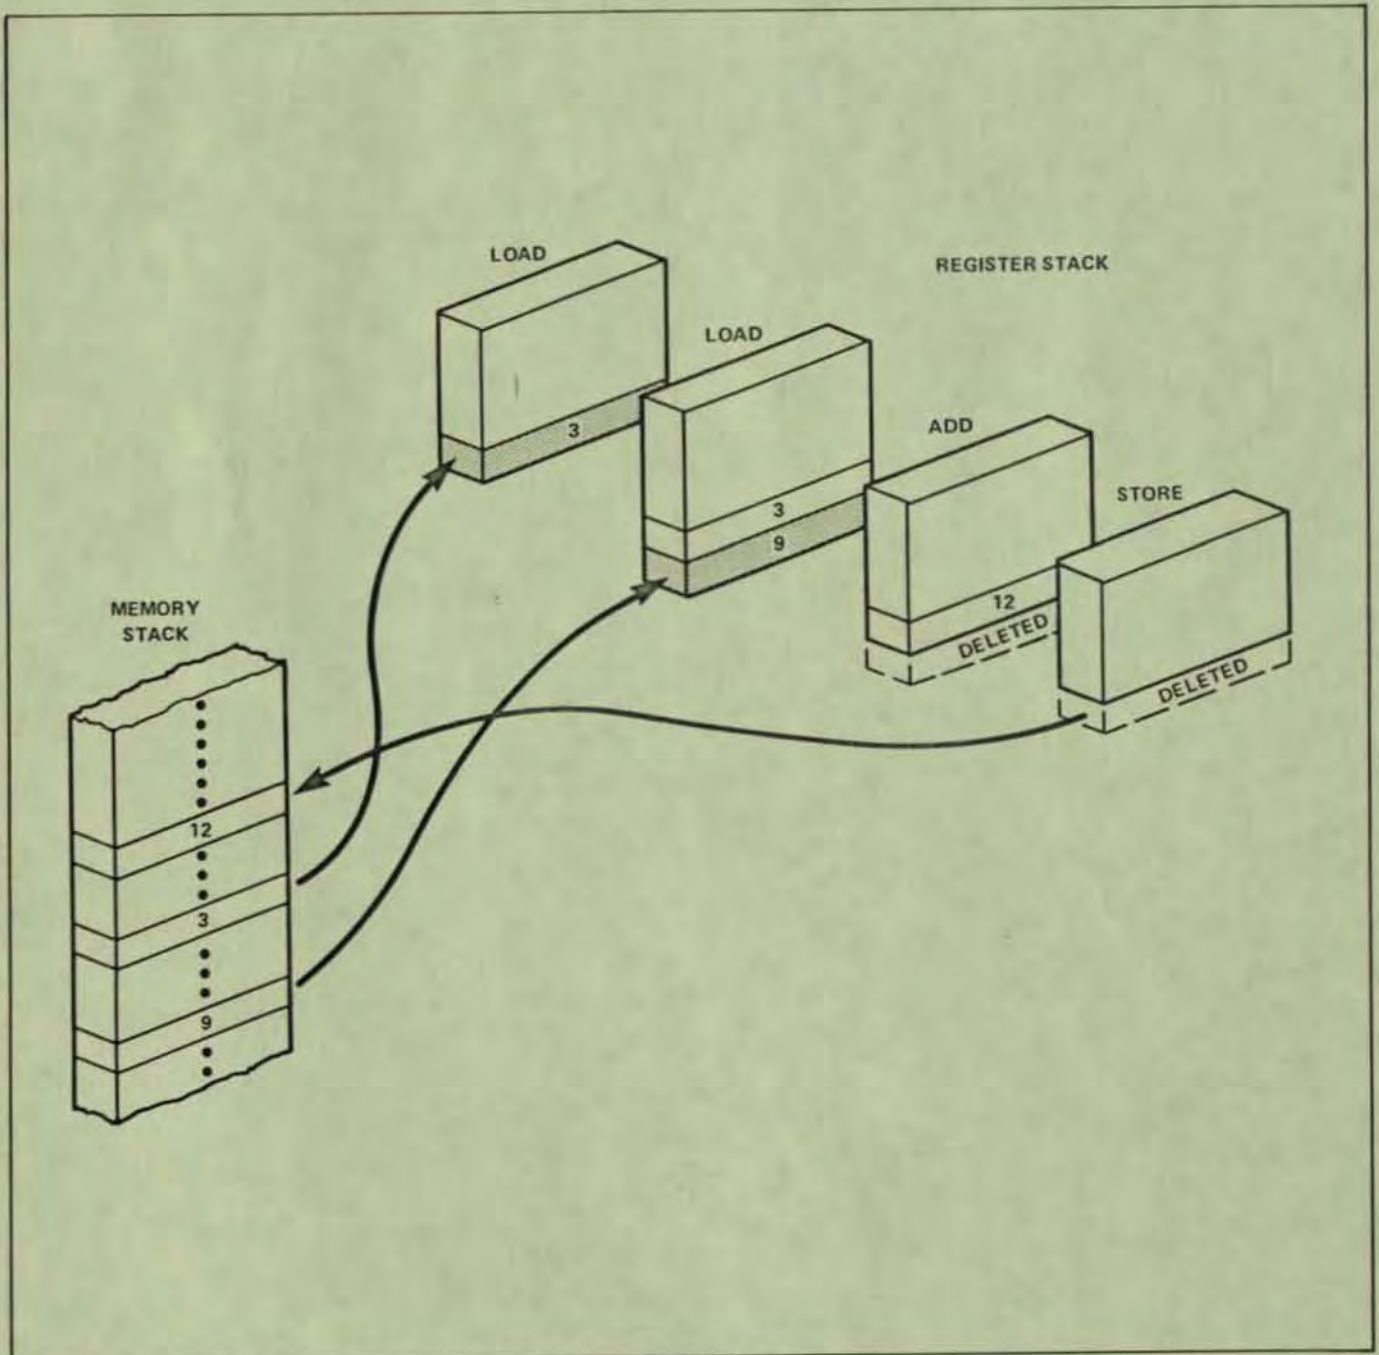 LOAD
REGISTER STACK
LOAD
3
ADD
3
9
STORE
12
DELETED
DELETED
MEMORY
STACK
12
3
9